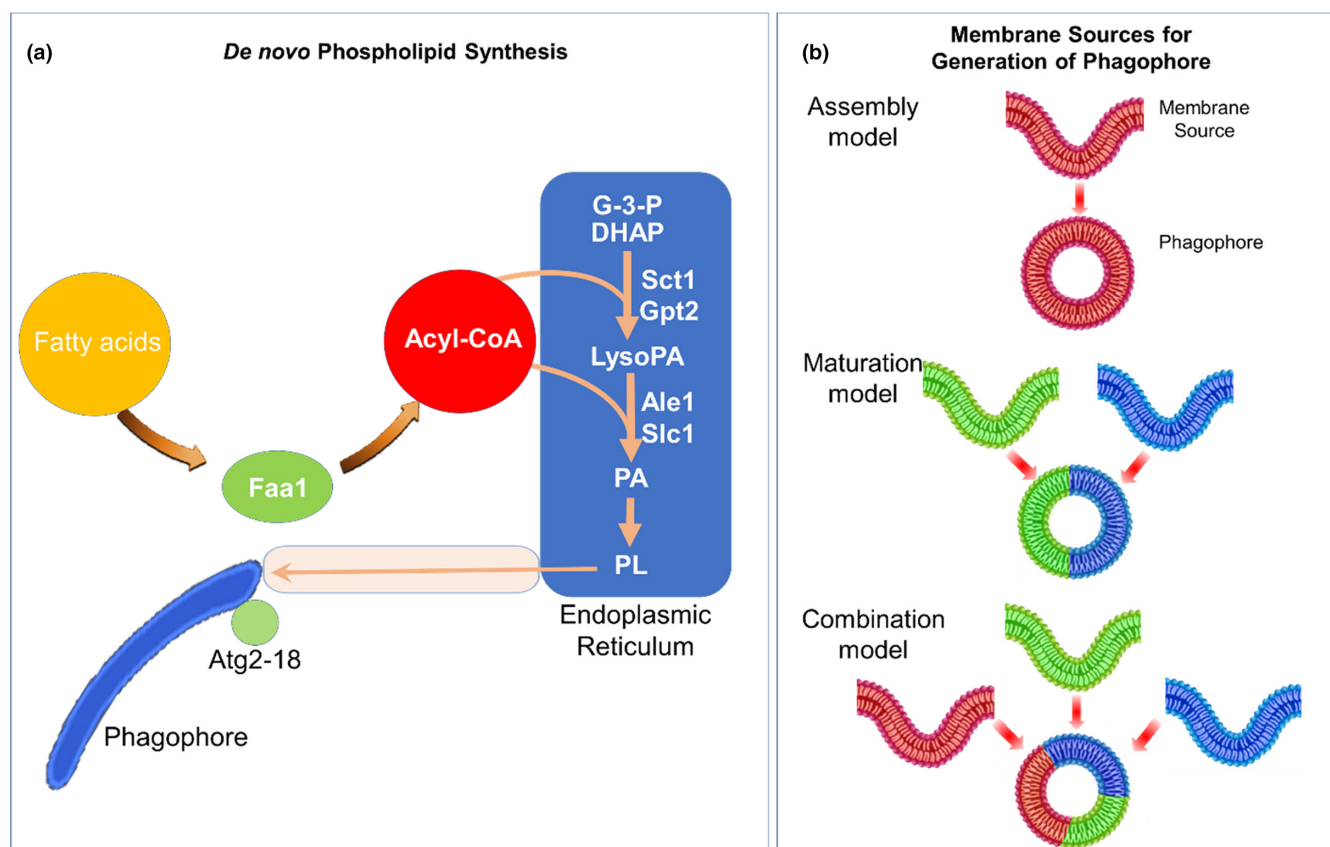 (a)
De novo Phospholipid Synthesis
Fatty acids
Faa1
Acyl-CoA
G-3-P
DHAP
Sct1
Gpt2
LysoPA
Ale1
Slc1
PA
PL
Endoplasmic
Reticulum
Atg2-18
Phagophore
(b)
Membrane Sources for
Generation of Phagophore
Assembly
model
Membrane
Source
Phagophore
Maturation
model
Combination
model